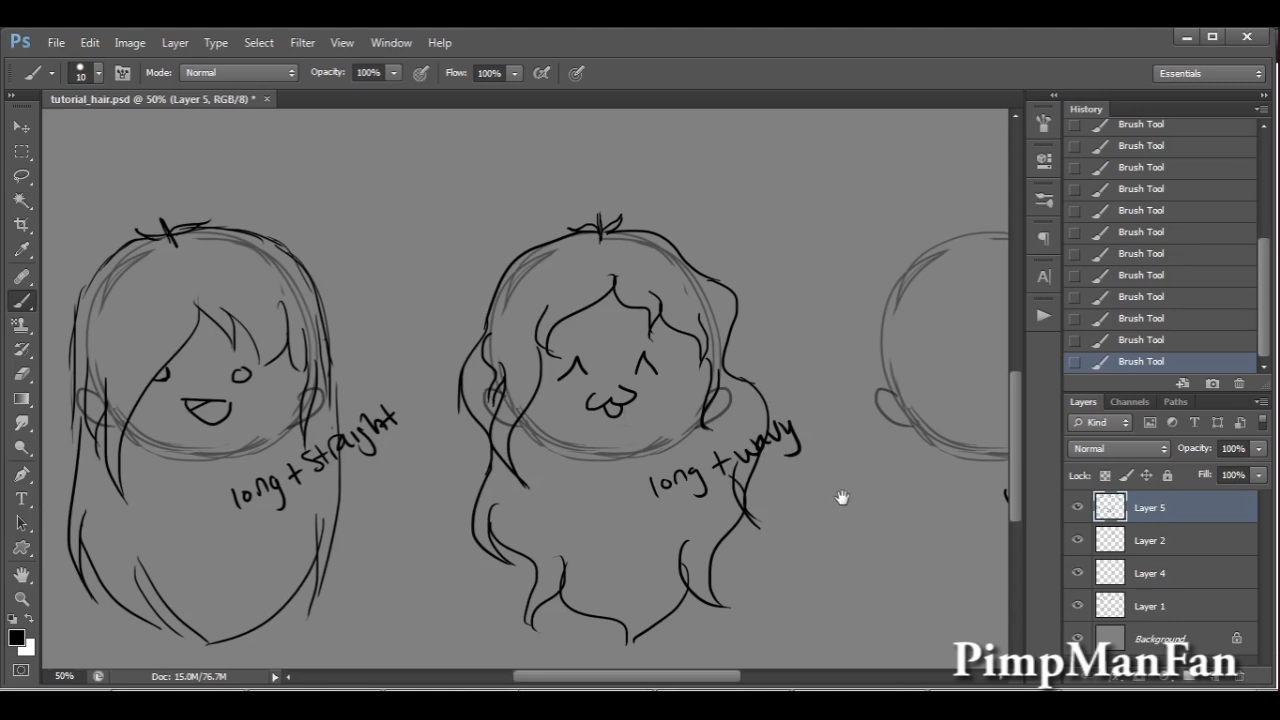 Ps File Edit Image Layer Type Select Filter View Window Help
10 Mode: Normal Opacity: 100% Flow: 100% Essentials
tutorial_hair.psd @ 50% (Layer 5, RGB/8) * ×
History
Brush Tool
Brush Tool
Brush Tool
Brush Tool
Brush Tool
Brush Tool
Brush Tool
Brush Tool
Brush Tool
Brush Tool
Brush Tool
Brush Tool
Layers Channels Paths
Kind
Normal Opacity: 100%
Lock: Fill: 100%
Layer 5
Layer 2
Layer 4
Layer 1
Background
long + straight
long + wavy
50% Doc: 15.0M/76.7M
PimpManFan